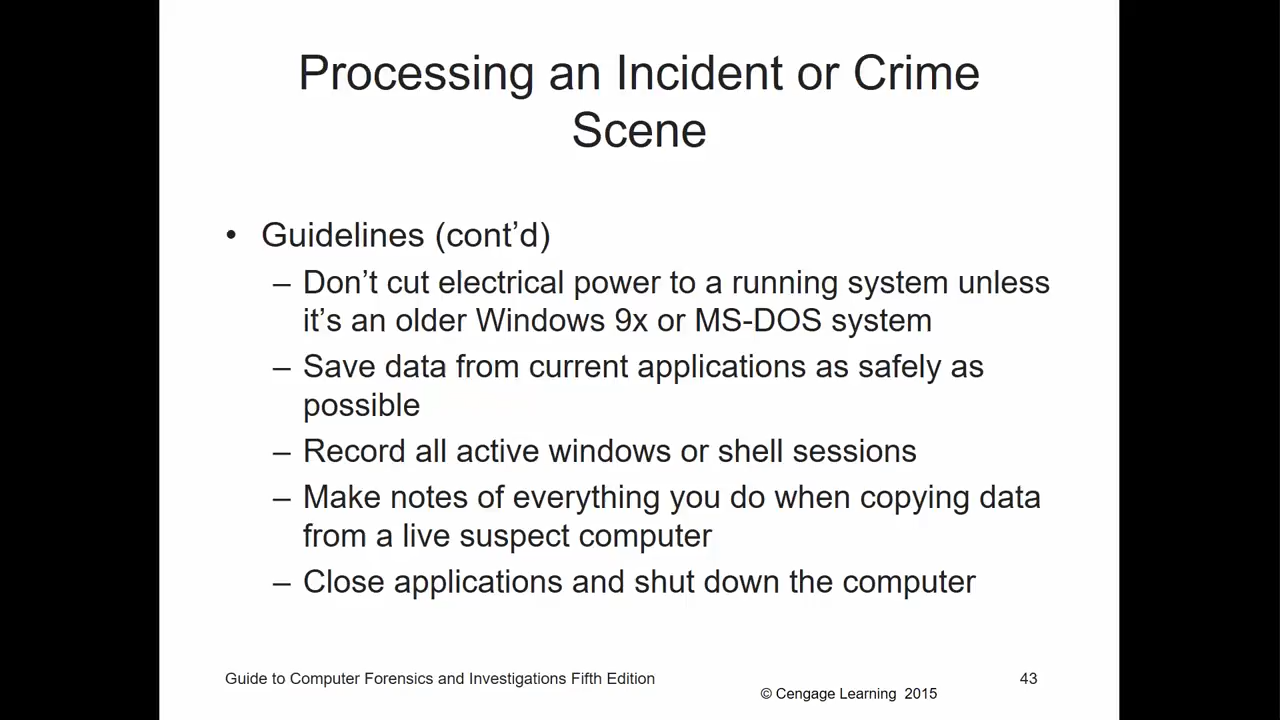 Processing an Incident or Crime
Scene
• Guidelines (cont’d)
– Don’t cut electrical power to a running system unless
it’s an older Windows 9x or MS-DOS system
– Save data from current applications as safely as
possible
– Record all active windows or shell sessions
– Make notes of everything you do when copying data
from a live suspect computer
– Close applications and shut down the computer
Guide to Computer Forensics and Investigations Fifth Edition
43
© Cengage Learning 2015